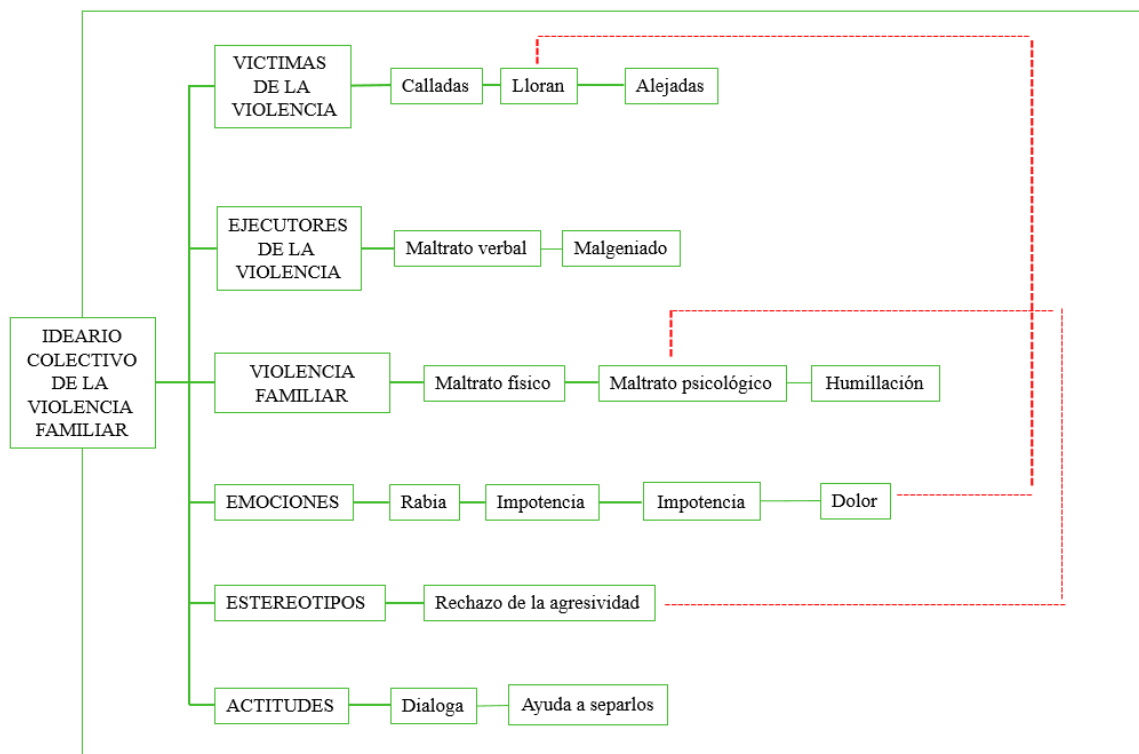 VICTIMAS
DE LA
VIOLENCIA
Calladas
Lloran
Alejadas
EJECUTORES
DE LA
VIOLENCIA
Maltrato verbal
Malgeniado
IDEARIO
COLECTIVO
DE LA
VIOLENCIA
FAMILIAR
VIOLENCIA
FAMILIAR
Maltrato físico
Maltrato psicológico
Humillación
EMOCIONES
Rabia
Impotencia
Impotencia
Dolor
ESTEREOTIPOS
Rechazo de la agresividad
ACTITUDES
Dialoga
Ayuda a separlos